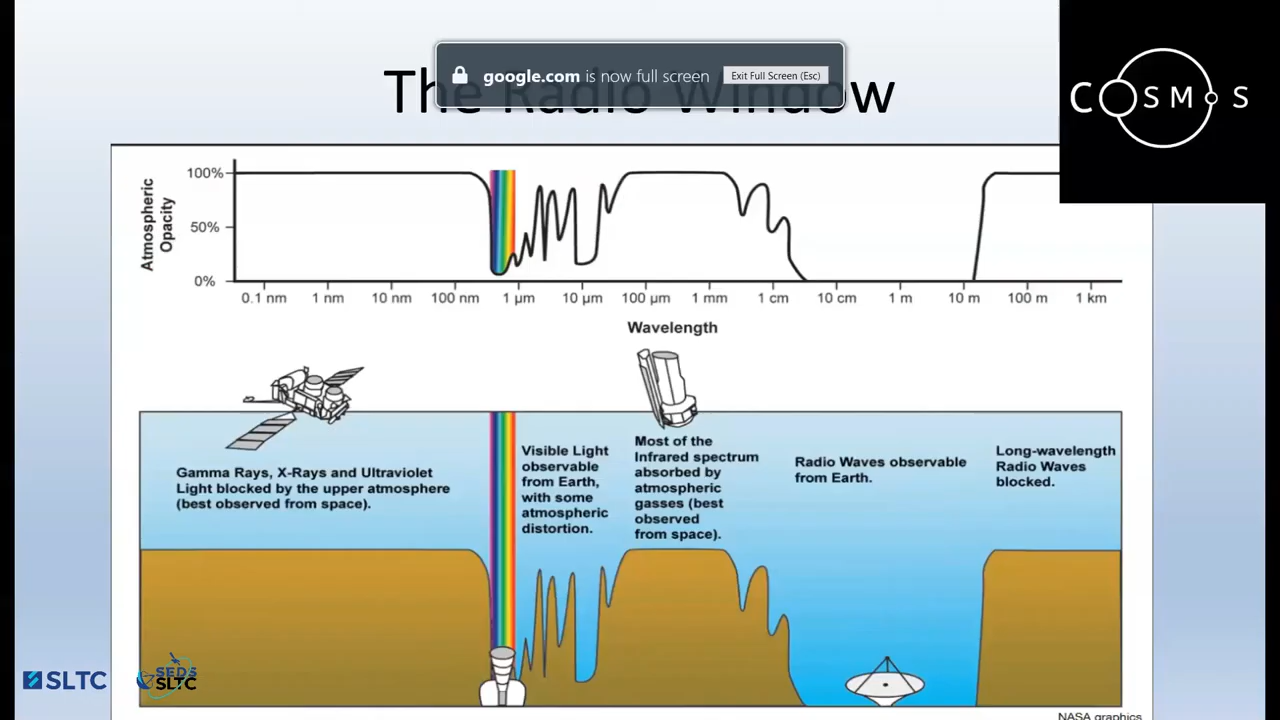 google.com is now full screen
Exit Full Screen (Esc)
The Radio Window
COSMOS
Atmospheric
Opacity
100%
50%
0%
0.1 nm 1 nm 10 nm 100 nm 1 µm 10 µm 100 µm 1 mm 1 cm 10 cm 1 m 10 m 100 m 1 km
Wavelength
Gamma Rays, X-Rays and Ultraviolet
Light blocked by the upper atmosphere
(best observed from space).
Visible Light
observable
from Earth,
with some
atmospheric
distortion.
Most of the
Infrared spectrum
absorbed by
atmospheric
gasses (best
observed
from space).
Radio Waves observable
from Earth.
Long-wavelength
Radio Waves
blocked.
SLTC
SEDS
SLTC
NASA graphics